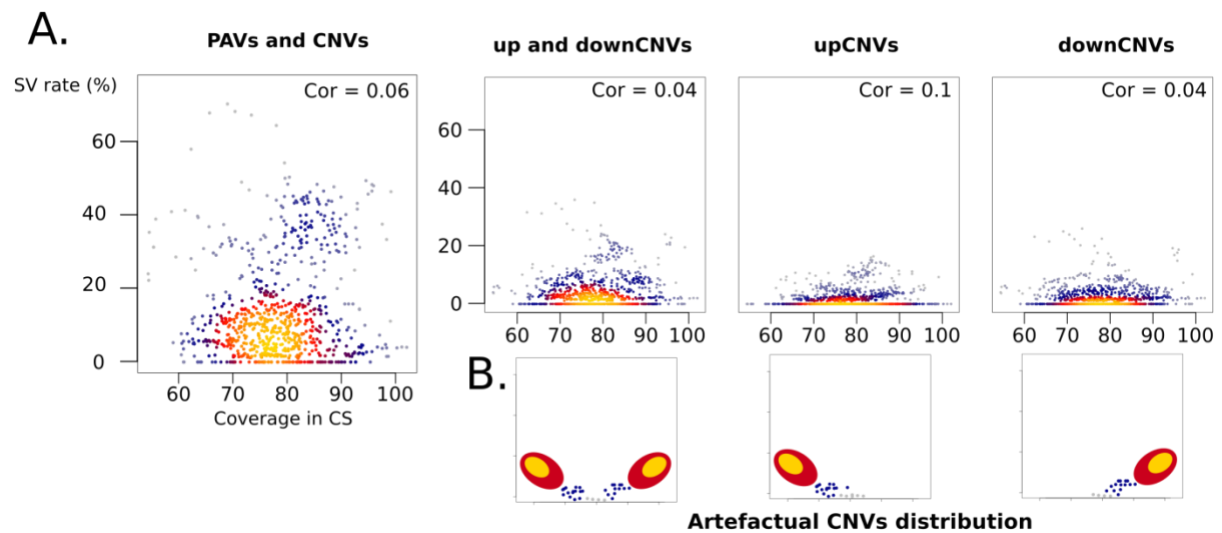 A.
PAVs and CNVs
up and downCNVs
upCNVs
downCNVs
SV rate (%)
Cor = 0.06
Cor = 0.04
Cor = 0.1
Cor = 0.04
60
40
20
0
60
40
20
0
60 70 80 90 100
Coverage in CS
60 70 80 90 100
60 70 80 90 100
60 70 80 90 100
B.
Artefactual CNVs distribution